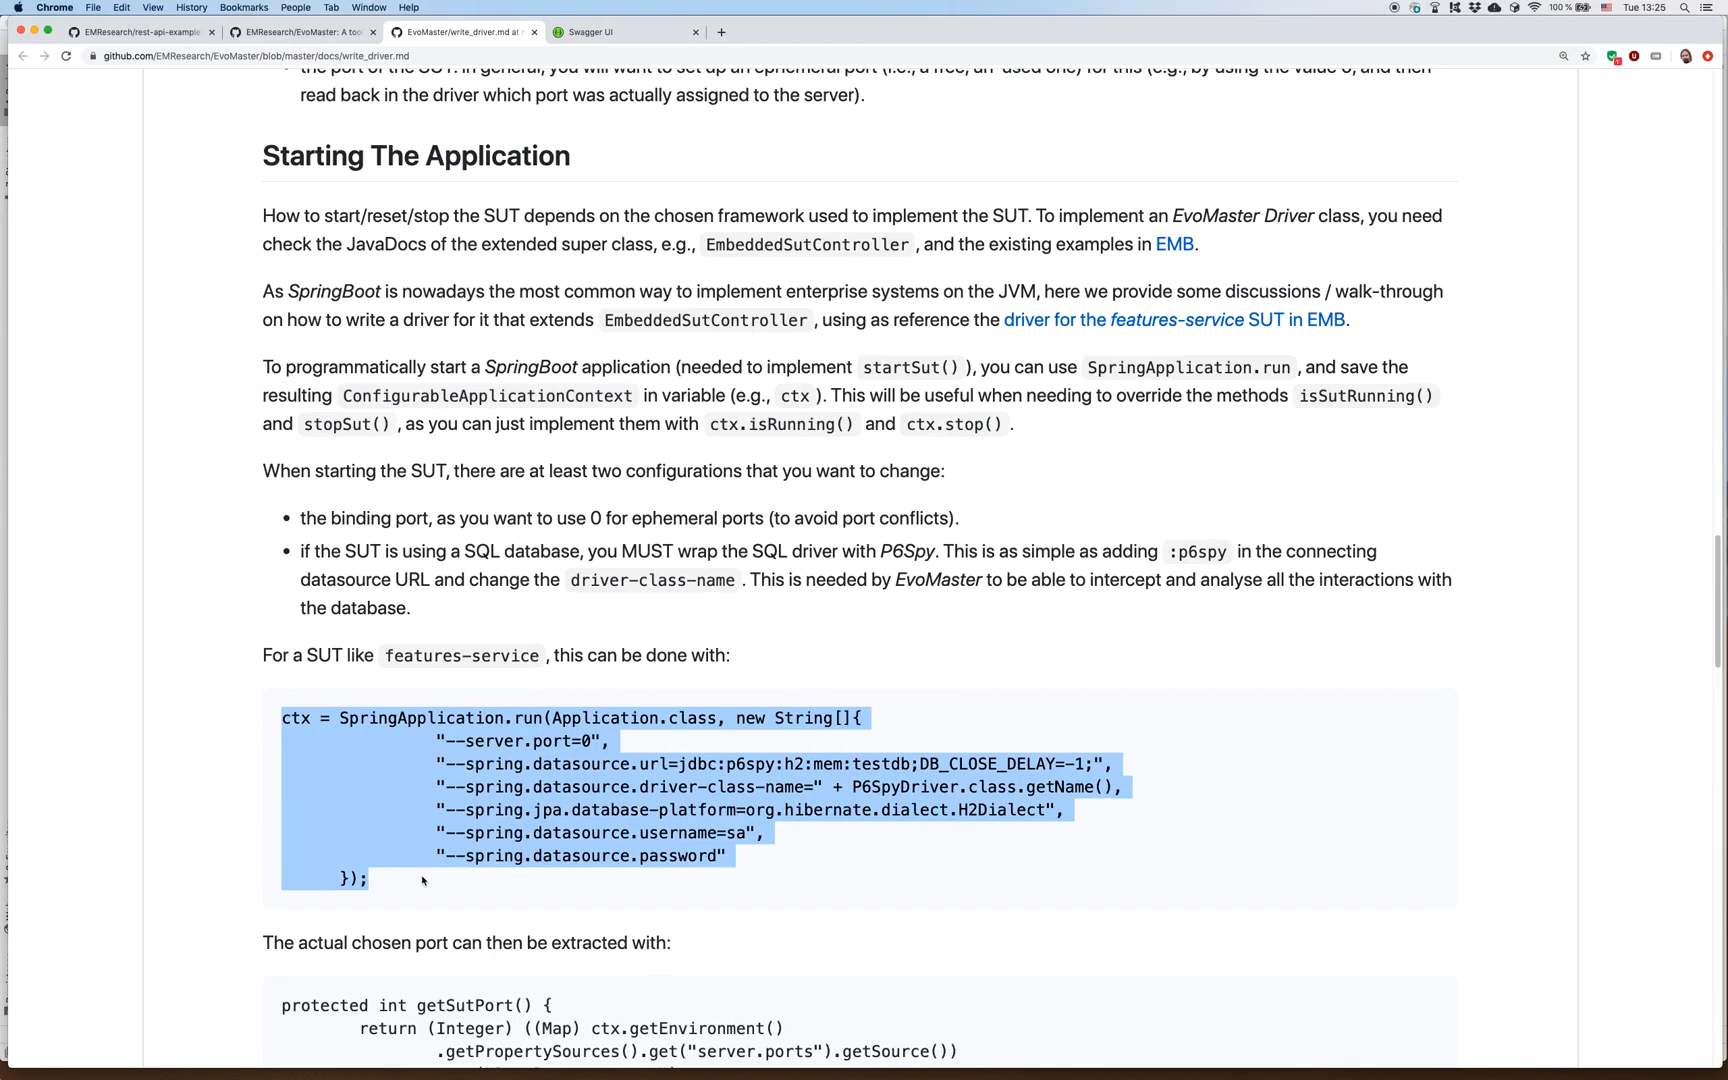 Chrome File Edit View History Bookmarks People Tab Window Help 100 % Tue 13:25
EMResearch/rest-api-example EMResearch/EvoMaster: A too EvoMaster/write_driver.md at Swagger UI
github.com/EMResearch/EvoMaster/blob/master/docs/write_driver.md
read back in the driver which port was actually assigned to the server).
Starting The Application
How to start/reset/stop the SUT depends on the chosen framework used to implement the SUT. To implement an EvoMaster Driver class, you need
check the JavaDocs of the extended super class, e.g., EmbeddedSutController , and the existing examples in EMB.
As SpringBoot is nowadays the most common way to implement enterprise systems on the JVM, here we provide some discussions / walk-through
on how to write a driver for it that extends EmbeddedSutController , using as reference the driver for the features-service SUT in EMB.
To programmatically start a SpringBoot application (needed to implement startSut() ), you can use SpringApplication.run , and save the
resulting ConfigurableApplicationContext in variable (e.g., ctx ). This will be useful when needing to override the methods isSutRunning()
and stopSut() , as you can just implement them with ctx.isRunning() and ctx.stop() .
When starting the SUT, there are at least two configurations that you want to change:
• the binding port, as you want to use 0 for ephemeral ports (to avoid port conflicts).
• if the SUT is using a SQL database, you MUST wrap the SQL driver with P6Spy. This is as simple as adding :p6spy in the connecting
datasource URL and change the driver-class-name . This is needed by EvoMaster to be able to intercept and analyse all the interactions with
the database.
For a SUT like features-service , this can be done with:
ctx = SpringApplication.run(Application.class, new String[]{
"--server.port=0",
"--spring.datasource.url=jdbc:p6spy:h2:mem:testdb;DB_CLOSE_DELAY=-1;",
"--spring.datasource.driver-class-name=" + P6SpyDriver.class.getName(),
"--spring.jpa.database-platform=org.hibernate.dialect.H2Dialect",
"--spring.datasource.username=sa",
"--spring.datasource.password"
});
The actual chosen port can then be extracted with:
protected int getSutPort() {
return (Integer) ((Map) ctx.getEnvironment()
.getPropertySources().get("server.ports").getSource())